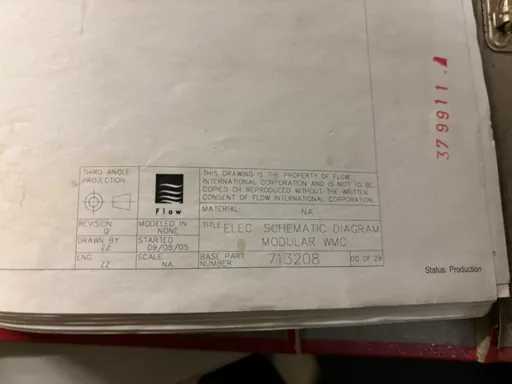 379911
THIRD ANGLE
PROJECTION
Flow
THIS DRAWING IS THE PROPERTY OF FLOW
INTERNATIONAL CORPORATION AND IS NOT TO BE
COPIED OR REPRODUCED WITHOUT THE WRITTEN
CONSENT OF FLOW INTERNATIONAL CORPORATION.
MATERIAL: NA
REVISION
MODELED IN
NONE
TITLE ELEC SCHEMATIC DIAGRAM
MODULAR WMC
DRAWN BY
ZZ
STARTED
09/08/05
ENG
ZZ
SCALE
NA
BASE PART
NUMBER
713208
00 OF 29
Status: Production